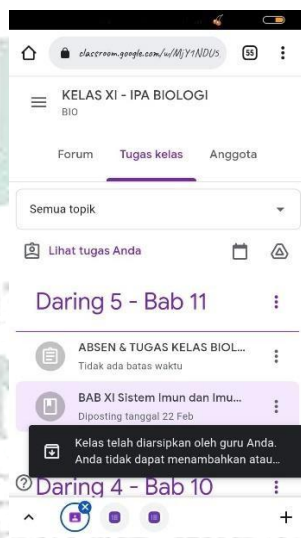 classroom.google.com/u/MjY1NDU5
55
KELAS XI - IPA BIOLOGI
BIO
Forum Tugas kelas Anggota
Semua topik
Lihat tugas Anda
Daring 5 - Bab 11
ABSEN & TUGAS KELAS BIOL...
Tidak ada batas waktu
BAB XI Sistem Imun dan Imu...
Diposting tanggal 22 Feb
Kelas telah diarsipkan oleh guru Anda.
Anda tidak dapat menambahkan atau...
Daring 4 - Bab 10